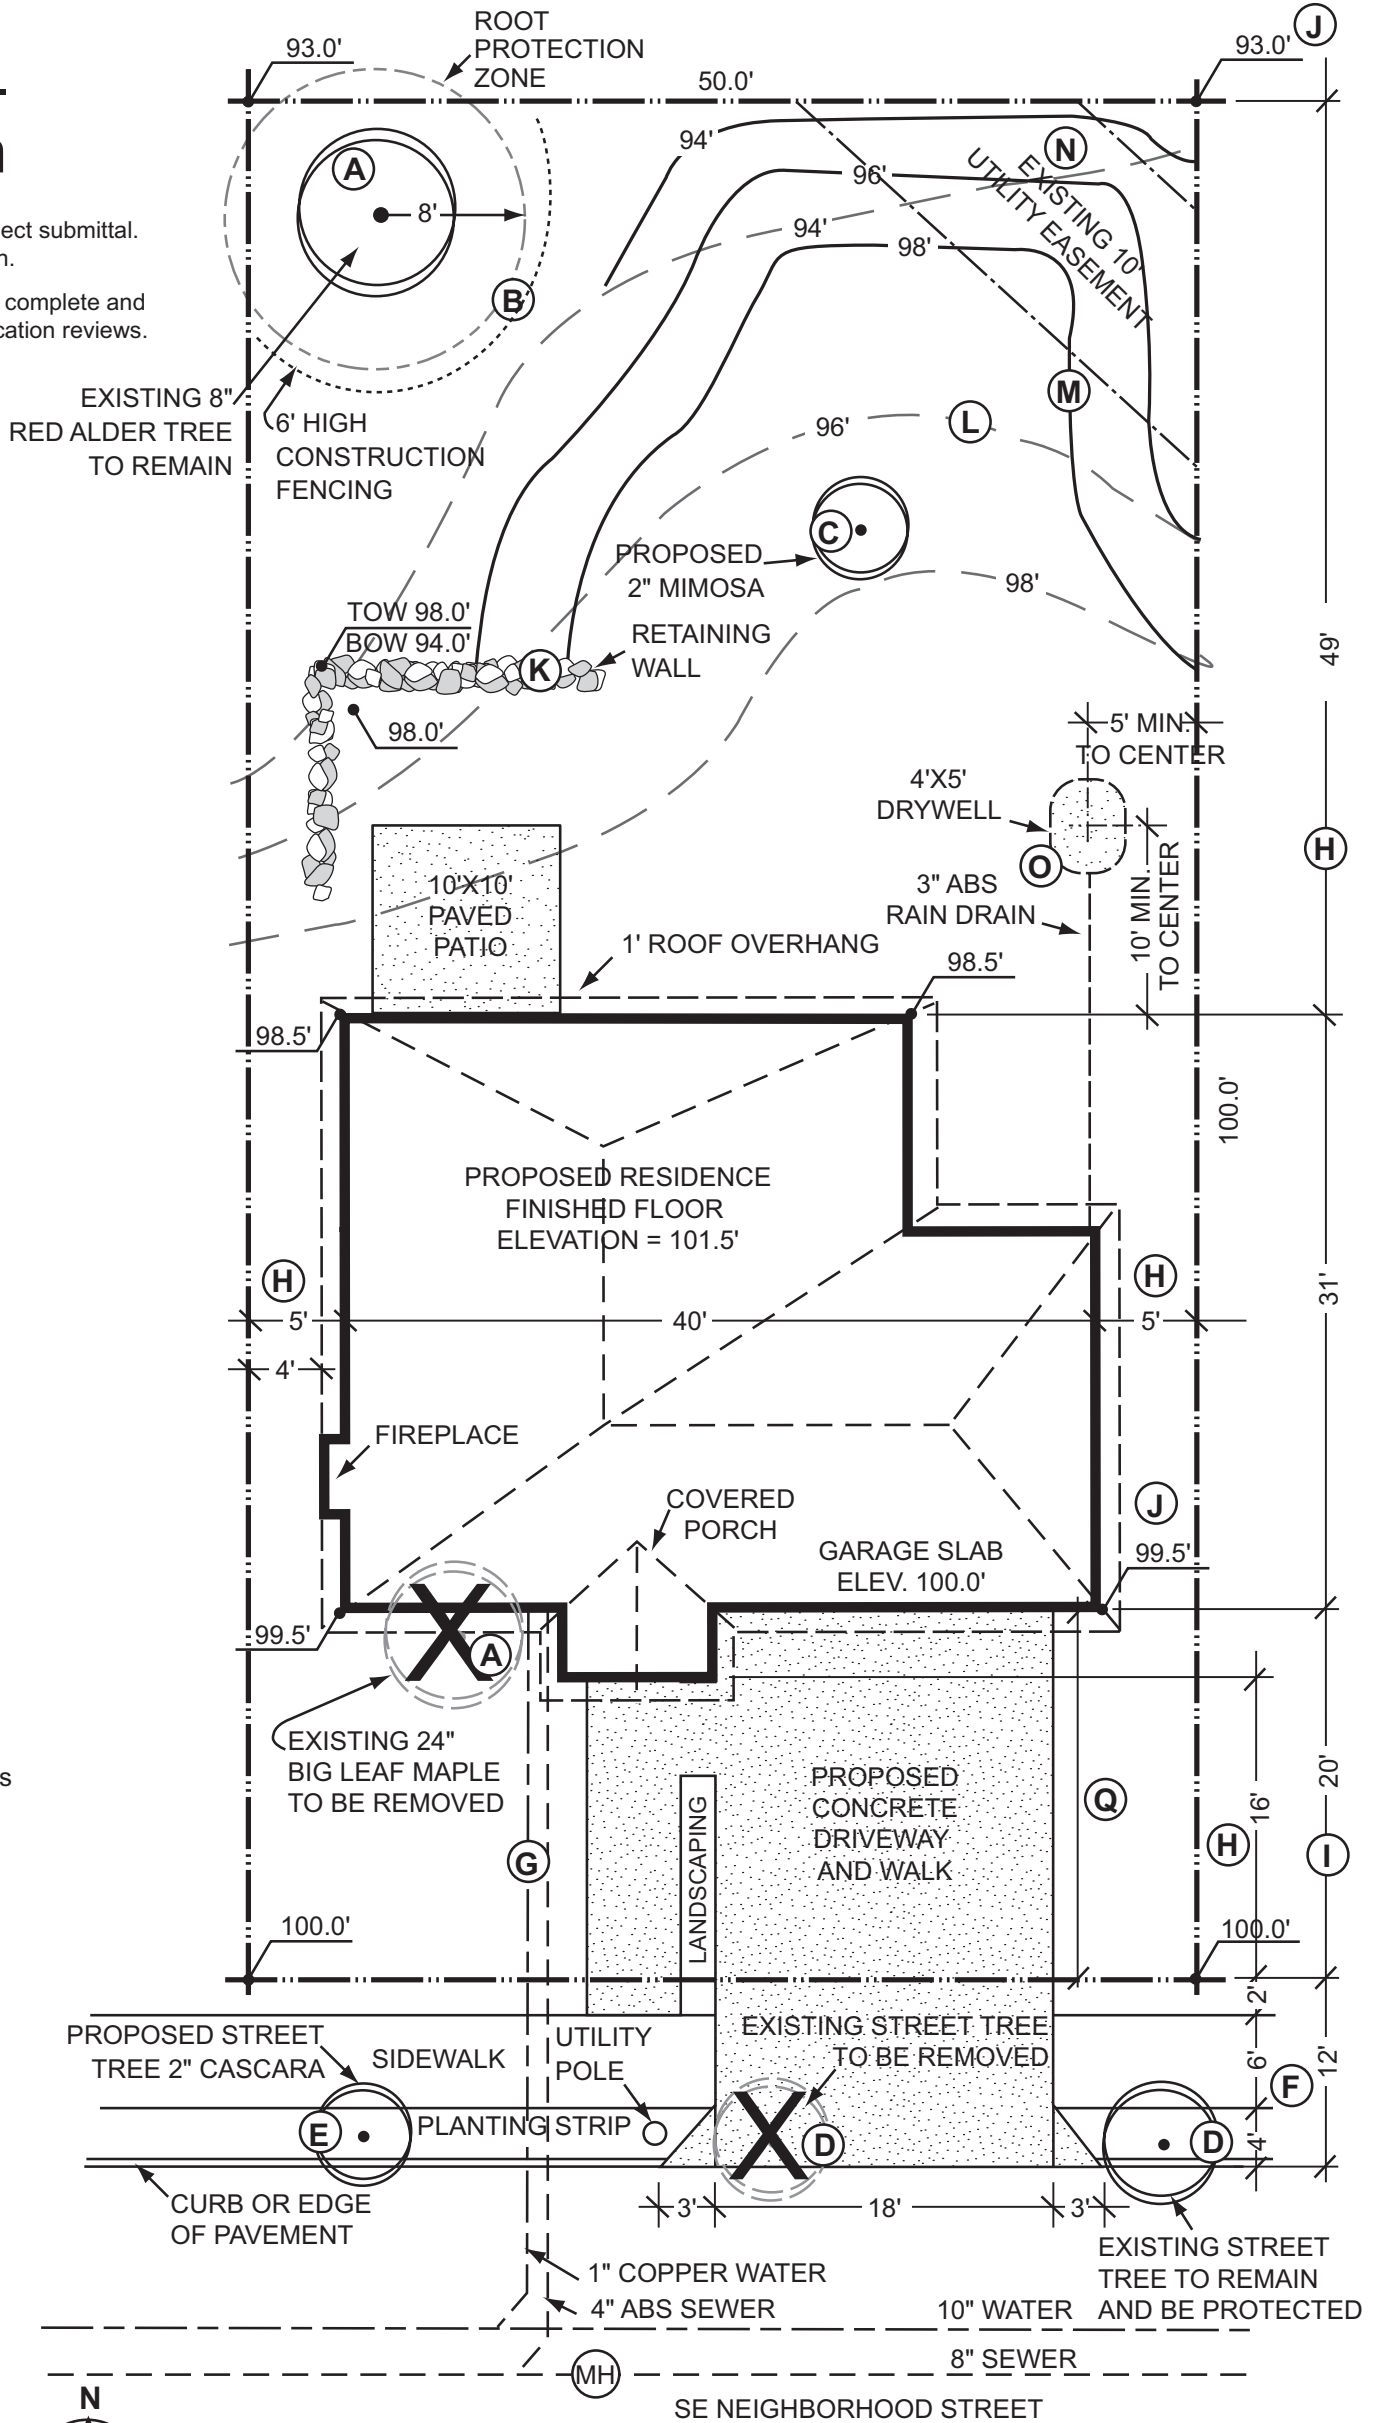 ROOT
PROTECTION
ZONE
93.0'
50.0'
93.0'
J
A
8'
B
94'
96'
94'
98'
N
EXISTING 10'
UTILITY EASEMENT
ect submittal.
n.
complete and
cation reviews.
EXISTING 8"
RED ALDER TREE
TO REMAIN
6' HIGH
CONSTRUCTION
FENCING
M
L
96'
C
PROPOSED
2" MIMOSA
98'
TOW 98.0'
BOW 94.0'
RETAINING
WALL
K
98.0'
49'
5' MIN.
TO CENTER
4'X5'
DRYWELL
O
H
3" ABS
RAIN DRAIN
10' MIN.
TO CENTER
10'X10'
PAVED
PATIO
1' ROOF OVERHANG
98.5'
98.5'
100.0'
PROPOSED RESIDENCE
FINISHED FLOOR
ELEVATION = 101.5'
H
H
31'
5'
40'
5'
4'
FIREPLACE
COVERED
PORCH
J
GARAGE SLAB
ELEV. 100.0'
99.5'
99.5'
A
EXISTING 24"
BIG LEAF MAPLE
TO BE REMOVED
s
G
LANDSCAPING
PROPOSED
CONCRETE
DRIVEWAY
AND WALK
Q
16'
20'
H
I
100.0'
100.0'
2'
PROPOSED STREET
TREE 2" CASCARA
SIDEWALK
UTILITY
POLE
EXISTING STREET TREE
TO BE REMOVED
6'
12'
F
E
PLANTING STRIP
D
D
4'
CURB OR EDGE
OF PAVEMENT
3'
18'
3'
EXISTING STREET
TREE TO REMAIN
AND BE PROTECTED
1" COPPER WATER
4" ABS SEWER
10" WATER
8" SEWER
MH
SE NEIGHBORHOOD STREET
N